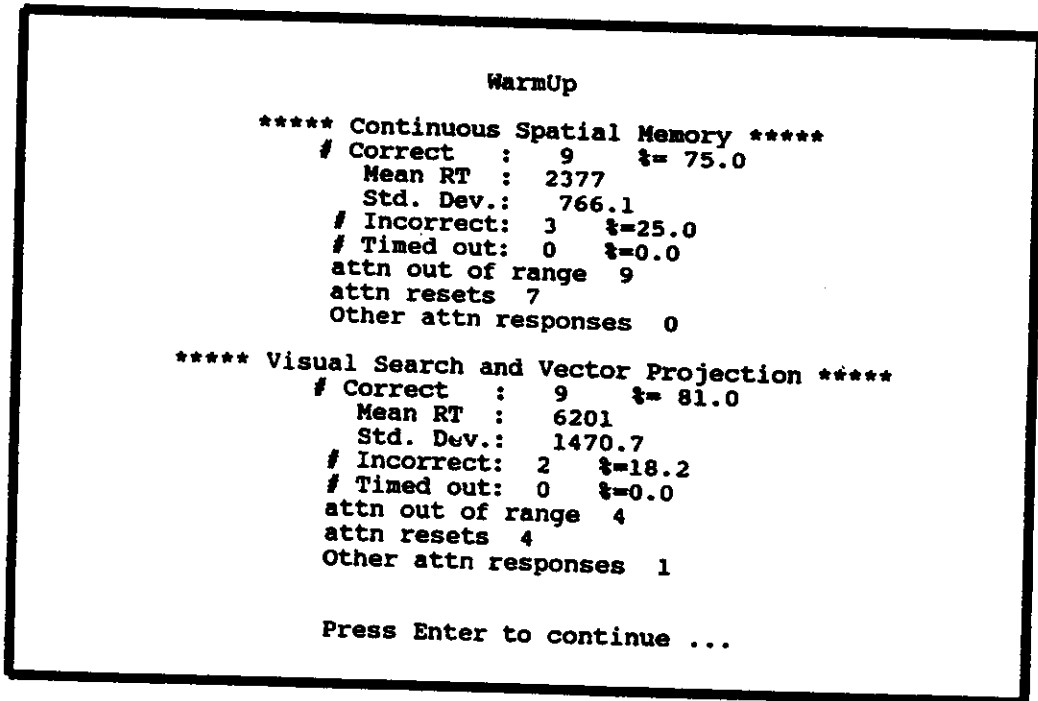 WarmUp
***** Continuous Spatial Memory *****
# Correct : 9 %= 75.0
Mean RT : 2377
Std. Dev.: 766.1
# Incorrect: 3 %=25.0
# Timed out: 0 %=0.0
attn out of range 9
attn resets 7
Other attn responses 0
***** Visual Search and Vector Projection *****
# Correct : 9 %= 81.0
Mean RT : 6201
Std. Dev.: 1470.7
# Incorrect: 2 %=18.2
# Timed out: 0 %=0.0
attn out of range 4
attn resets 4
Other attn responses 1
Press Enter to continue ...